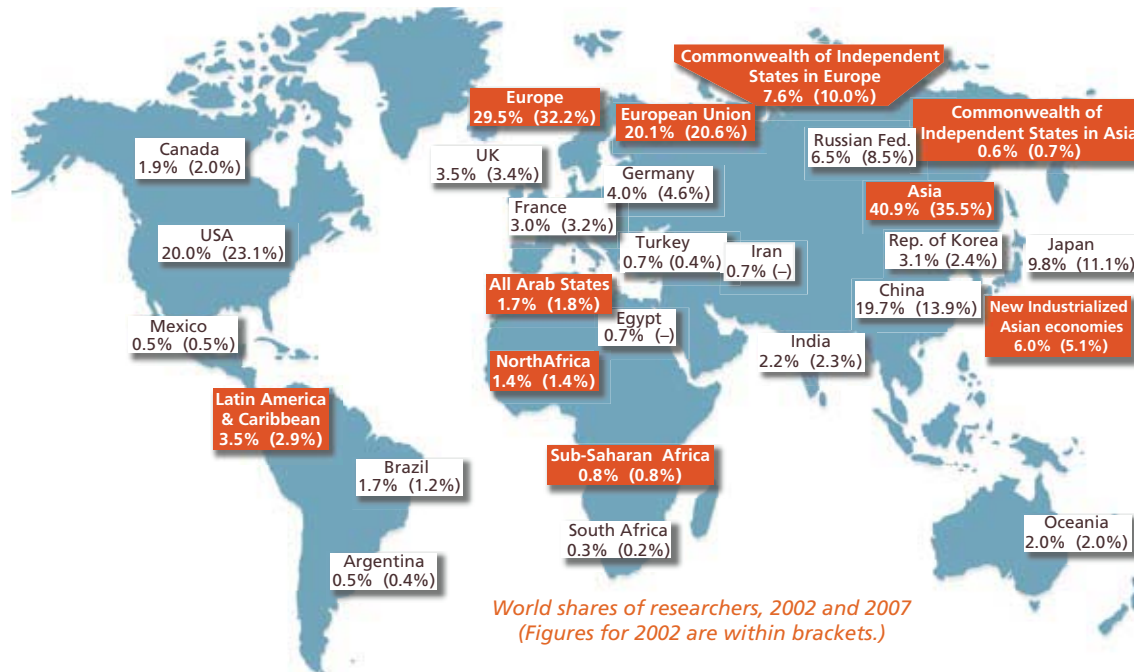 Commonwealth of Independent
States in Europe
7.6% (10.0%)
Europe
29.5% (32.2%)
European Union
20.1% (20.6%)
Commonwealth of
Independent States in Asia
0.6% (0.7%)
Russian Fed.
6.5% (8.5%)
Canada
1.9% (2.0%)
UK
3.5% (3.4%)
Germany
4.0% (4.6%)
Asia
40.9% (35.5%)
France
3.0% (3.2%)
USA
20.0% (23.1%)
Turkey
0.7% (0.4%)
Iran
0.7% (–)
Rep. of Korea
3.1% (2.4%)
Japan
9.8% (11.1%)
All Arab States
1.7% (1.8%)
China
19.7% (13.9%)
New Industrialized
Asian economies
6.0% (5.1%)
Mexico
0.5% (0.5%)
Egypt
0.7% (–)
India
2.2% (2.3%)
NorthAfrica
1.4% (1.4%)
Latin America
& Caribbean
3.5% (2.9%)
Sub-Saharan Africa
0.8% (0.8%)
Brazil
1.7% (1.2%)
South Africa
0.3% (0.2%)
Oceania
2.0% (2.0%)
Argentina
0.5% (0.4%)
World shares of researchers, 2002 and 2007
(Figures for 2002 are within brackets.)